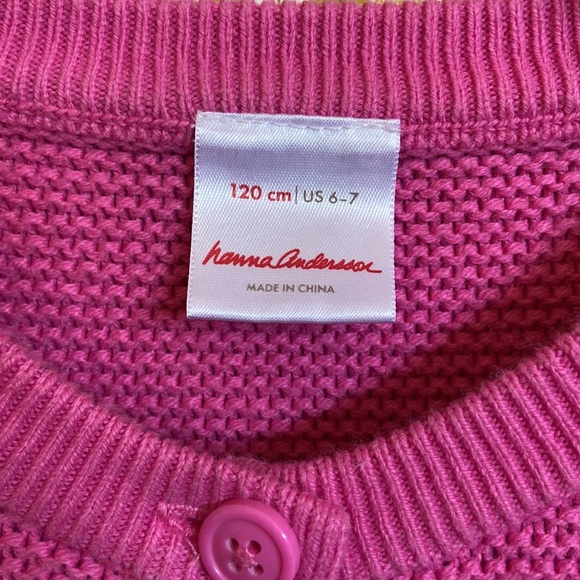 120 cm | US 6-7
hanna andersson
MADE IN CHINA